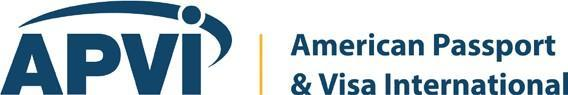 APVI
American Passport
& Visa International